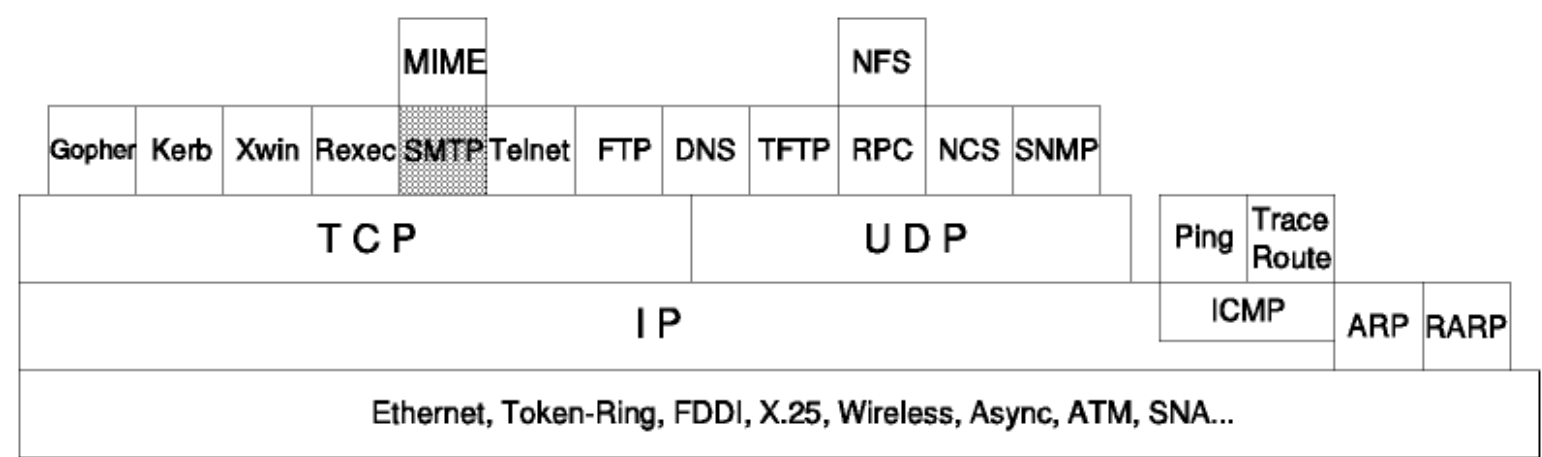 MIME NFS
Gopher Kerb Xwin Rexec SMTP Telnet FTP DNS TFTP RPC NCS SNMP
T C P U D P Ping Trace
Route
I P ICMP ARP RARP
Ethernet, Token-Ring, FDDI, X.25, Wireless, Async, ATM, SNA...